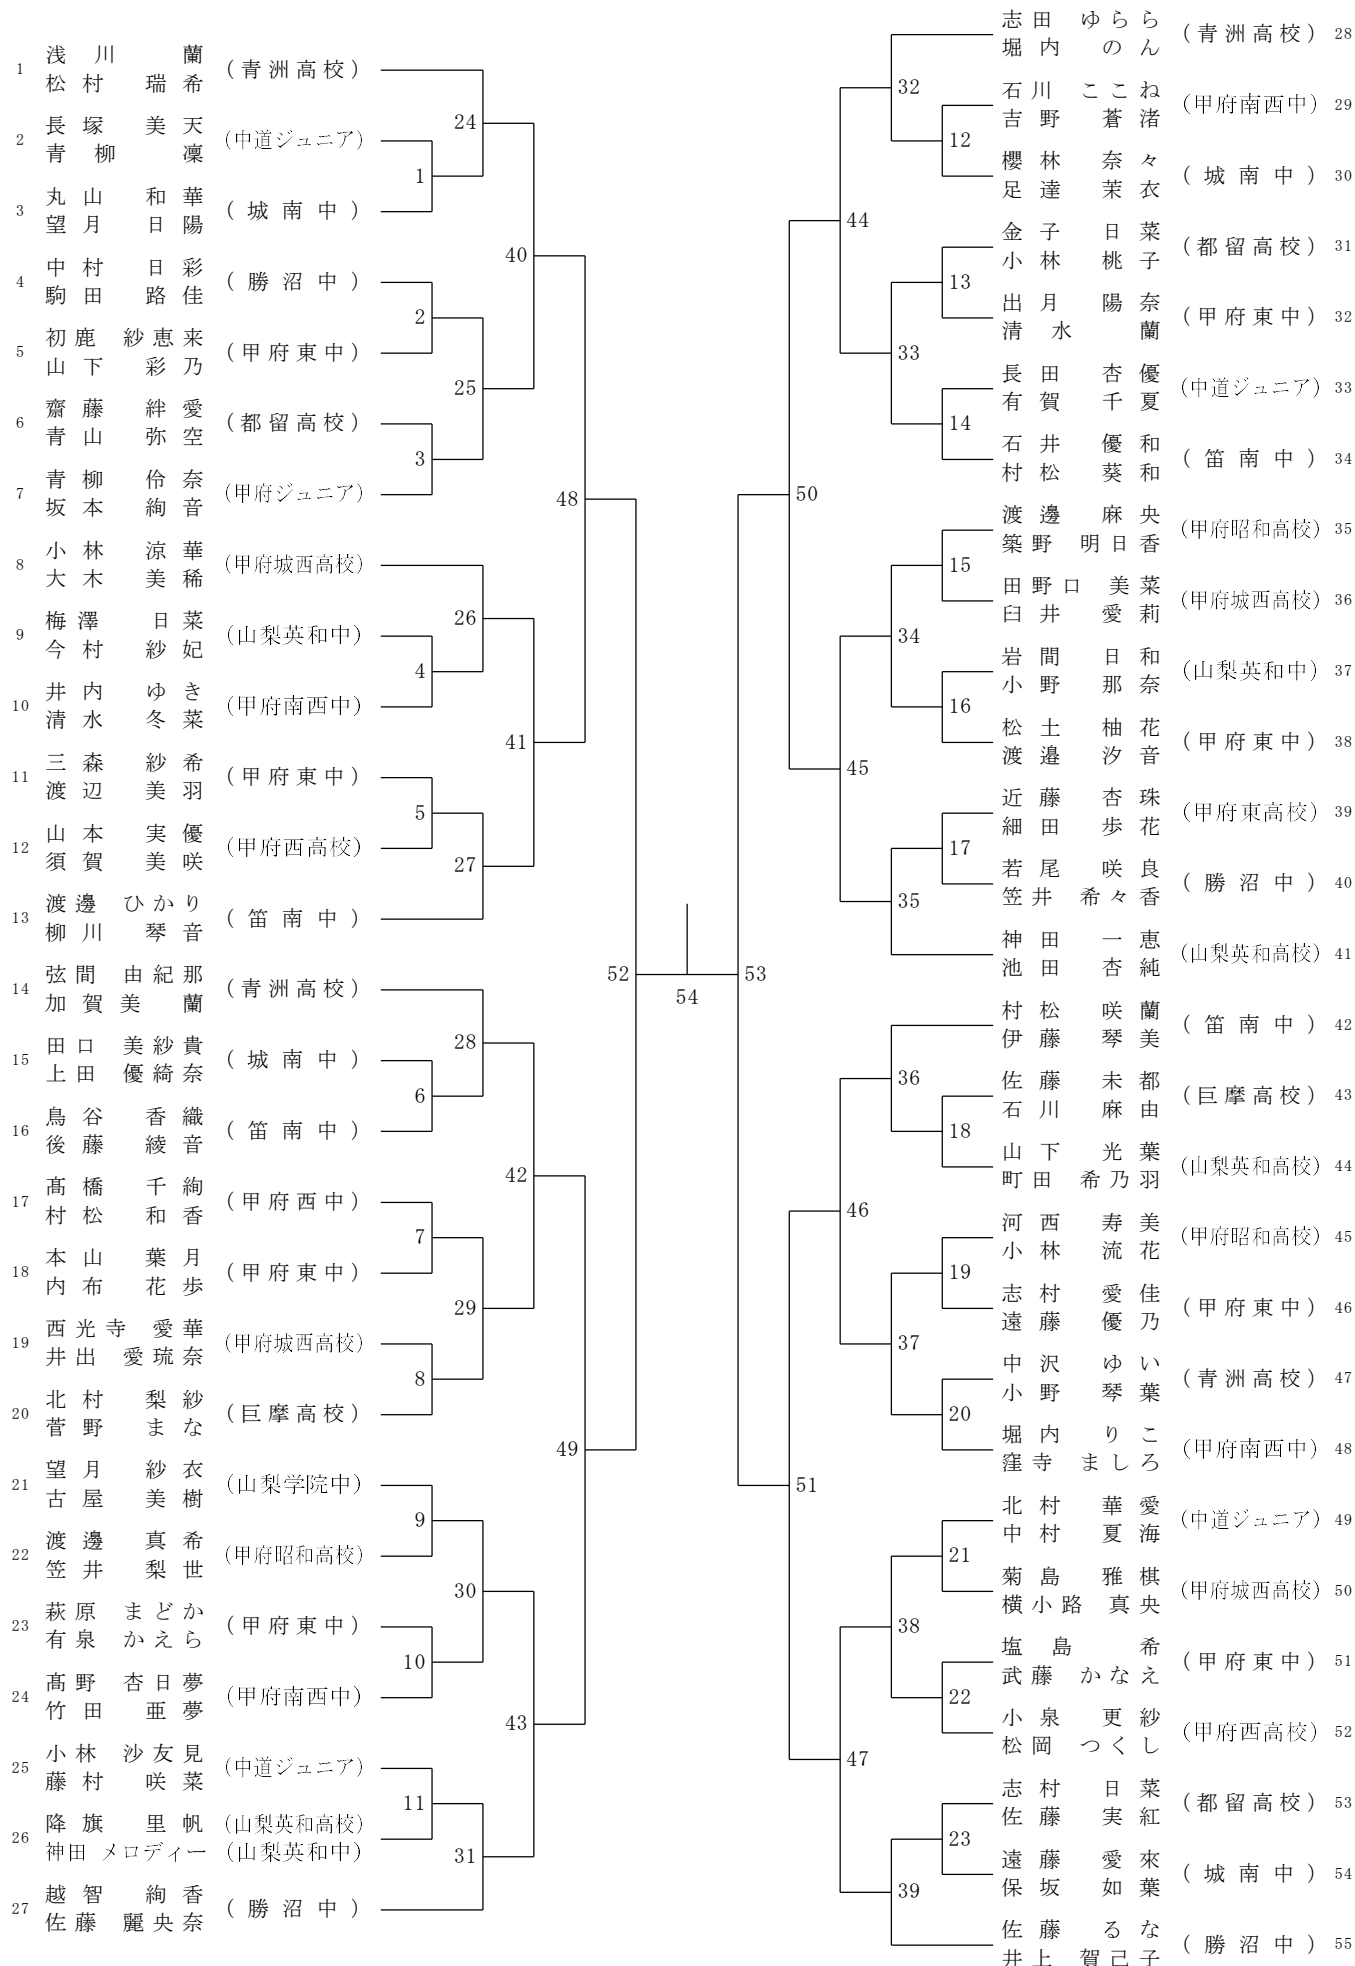 1 浅川 蘭 (青洲高校)
松村 瑞希
2 長塚 美天 (中道ジュニア)
青柳 凜
3 丸山 和華 (城南中)
望月 日陽
4 中村 日彩 (勝沼中)
駒田 路佳
5 初鹿 紗恵来 (甲府東中)
山下 彩乃
6 齋藤 絆愛 (都留高校)
青山 弥空
7 青柳 伶奈 (甲府ジュニア)
坂本 絢音
8 小林 涼華 (甲府城西高校)
大木 美稀
9 梅澤 日菜 (山梨英和中)
今村 紗妃
10 井内 ゆき (甲府南西中)
清水 冬菜
11 三森 紗希 (甲府東中)
渡辺 美羽
12 山本 実優 (甲府西高校)
須賀 美咲
13 渡邊 ひかり (笛南中)
柳川 琴音
14 弦間 由紀那 (青洲高校)
加賀美 蘭
15 田口 美紗貴 (城南中)
上田 優綺奈
16 鳥谷 香織 (笛南中)
後藤 綾音
17 髙橋 千絢 (甲府西中)
村松 和香
18 本山 葉月 (甲府東中)
内布 花歩
19 西光寺 愛華 (甲府城西高校)
井出 愛琉奈
20 北村 梨紗 (巨摩高校)
菅野 まな
21 望月 紗衣 (山梨学院中)
古屋 美樹
22 渡邊 真希 (甲府昭和高校)
笠井 梨世
23 萩原 まどか (甲府東中)
有泉 かえら
24 髙野 杏日夢 (甲府南西中)
竹田 亜夢
25 小林 沙友見 (中道ジュニア)
藤村 咲菜
26 降旗 里帆 (山梨英和高校)
神田 メロディー (山梨英和中)
27 越智 絢香 (勝沼中)
佐藤 麗央奈
1
2
3
4
5
6
7
8
9
10
11
24
25
26
27
28
29
30
31
40
41
42
43
48
49
52
54
53
50
51
44
45
46
47
32
33
34
35
36
37
38
39
12
13
14
15
16
17
18
19
20
21
22
23
志田 ゆらら (青洲高校) 28
堀内 のん
石川 ここね (甲府南西中) 29
吉野 蒼渚
櫻林 奈々 (城南中) 30
足達 茉衣
金子 日菜 (都留高校) 31
小林 桃子
出月 陽奈 (甲府東中) 32
清水 蘭
長田 杏優 (中道ジュニア) 33
有賀 千夏
石井 優和 (笛南中) 34
村松 葵和
渡邊 麻央 (甲府昭和高校) 35
築野 明日香
田野口 美菜 (甲府城西高校) 36
臼井 愛莉
岩間 日和 (山梨英和中) 37
小野 那奈
松土 柚花 (甲府東中) 38
渡邉 汐音
近藤 杏珠 (甲府東高校) 39
細田 歩花
若尾 咲良 (勝沼中) 40
笠井 希々香
神田 一恵 (山梨英和高校) 41
池田 杏純
村松 咲蘭 (笛南中) 42
伊藤 琴美
佐藤 未都 (巨摩高校) 43
石川 麻由
山下 光葉 (山梨英和高校) 44
町田 希乃羽
河西 寿美 (甲府昭和高校) 45
小林 流花
志村 愛佳 (甲府東中) 46
遠藤 優乃
中沢 ゆい (青洲高校) 47
小野 琴葉
堀内 りこ (甲府南西中) 48
窪寺 ましろ
北村 華愛 (中道ジュニア) 49
中村 夏海
菊島 雅棋 (甲府城西高校) 50
横小路 真央
塩島 希 (甲府東中) 51
武藤 かなえ
小泉 更紗 (甲府西高校) 52
松岡 つくし
志村 日菜 (都留高校) 53
佐藤 実紅
遠藤 愛來 (城南中) 54
保坂 如葉
佐藤 るな (勝沼中) 55
井上 賀己子